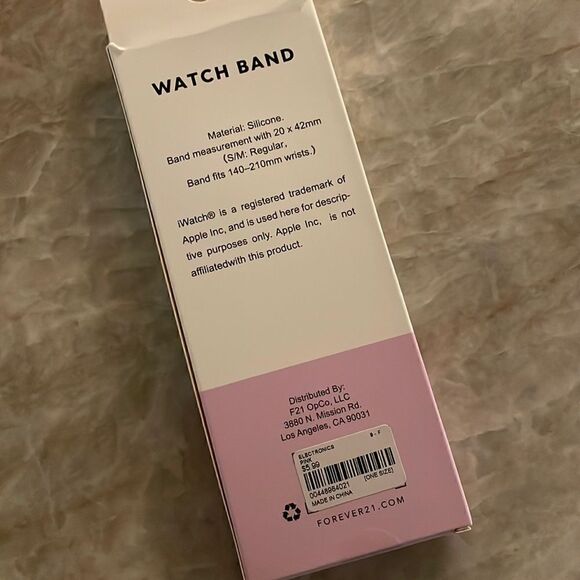 WATCH BAND
Material: Silicone.
Band measurement with 20 x 42mm
(S/M: Regular,
Band fits 140–210mm wrists.)
iWatch® is a registered trademark of
Apple Inc, and is used here for descrip-
tive purposes only. Apple Inc, is not
affiliatedwith this product.
Distributed By:
F21 OpCo, LLC
3880 N. Mission Rd.
Los Angeles, CA 90031
ELECTRONICS 9 - F
PINK
$5.99
00448964021 [ONE SIZE]
MADE IN CHINA
FOREVER21.COM